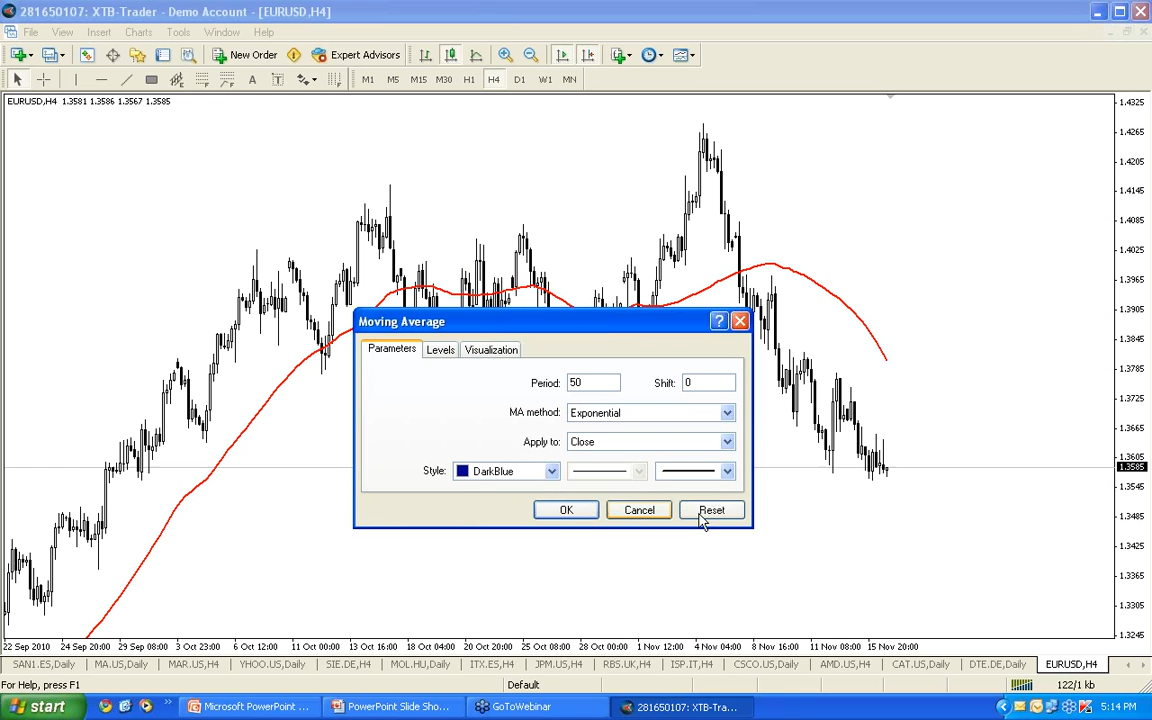 281650107: XTB-Trader - Demo Account - [EURUSD,H4]
File View Insert Charts Tools Window Help
New Order Expert Advisors
A T M1 M5 M15 M30 H1 H4 D1 W1 MN
EURUSD,H4 1.3581 1.3586 1.3567 1.3585
1.4325
1.4265
1.4205
1.4145
1.4085
1.4025
1.3965
1.3905
1.3845
1.3785
1.3725
1.3665
1.3605
1.3585
1.3545
1.3485
1.3425
1.3365
1.3305
1.3245
Moving Average
Parameters Levels Visualization
Period: 50 Shift: 0
MA method: Exponential
Apply to: Close
Style: DarkBlue
OK Cancel Reset
22 Sep 2010 24 Sep 20:00 29 Sep 08:00 3 Oct 23:00 6 Oct 12:00 11 Oct 00:00 13 Oct 16:00 18 Oct 04:00 20 Oct 20:00 25 Oct 08:00 27 Oct 20:00 1 Nov 12:00 4 Nov 04:00 8 Nov 16:00 11 Nov 08:00 15 Nov 20:00
SAN1.ES,Daily MA.US,Daily MAR.US,H4 YHOO.US,Daily SIE.DE,H4 MOL.HU,Daily ITX.ES,H4 JPM.US,H4 RBS.UK,H4 ISP.IT,H4 CSCO.US,Daily AMD.US,H4 CAT.US,Daily DTE.DE,Daily EURUSD,H4
For Help, press F1 Default 122/1 kb
start Microsoft PowerPoint ... PowerPoint Slide Sho... GoToWebinar 281650107: XTB-Tra... 5:14 PM